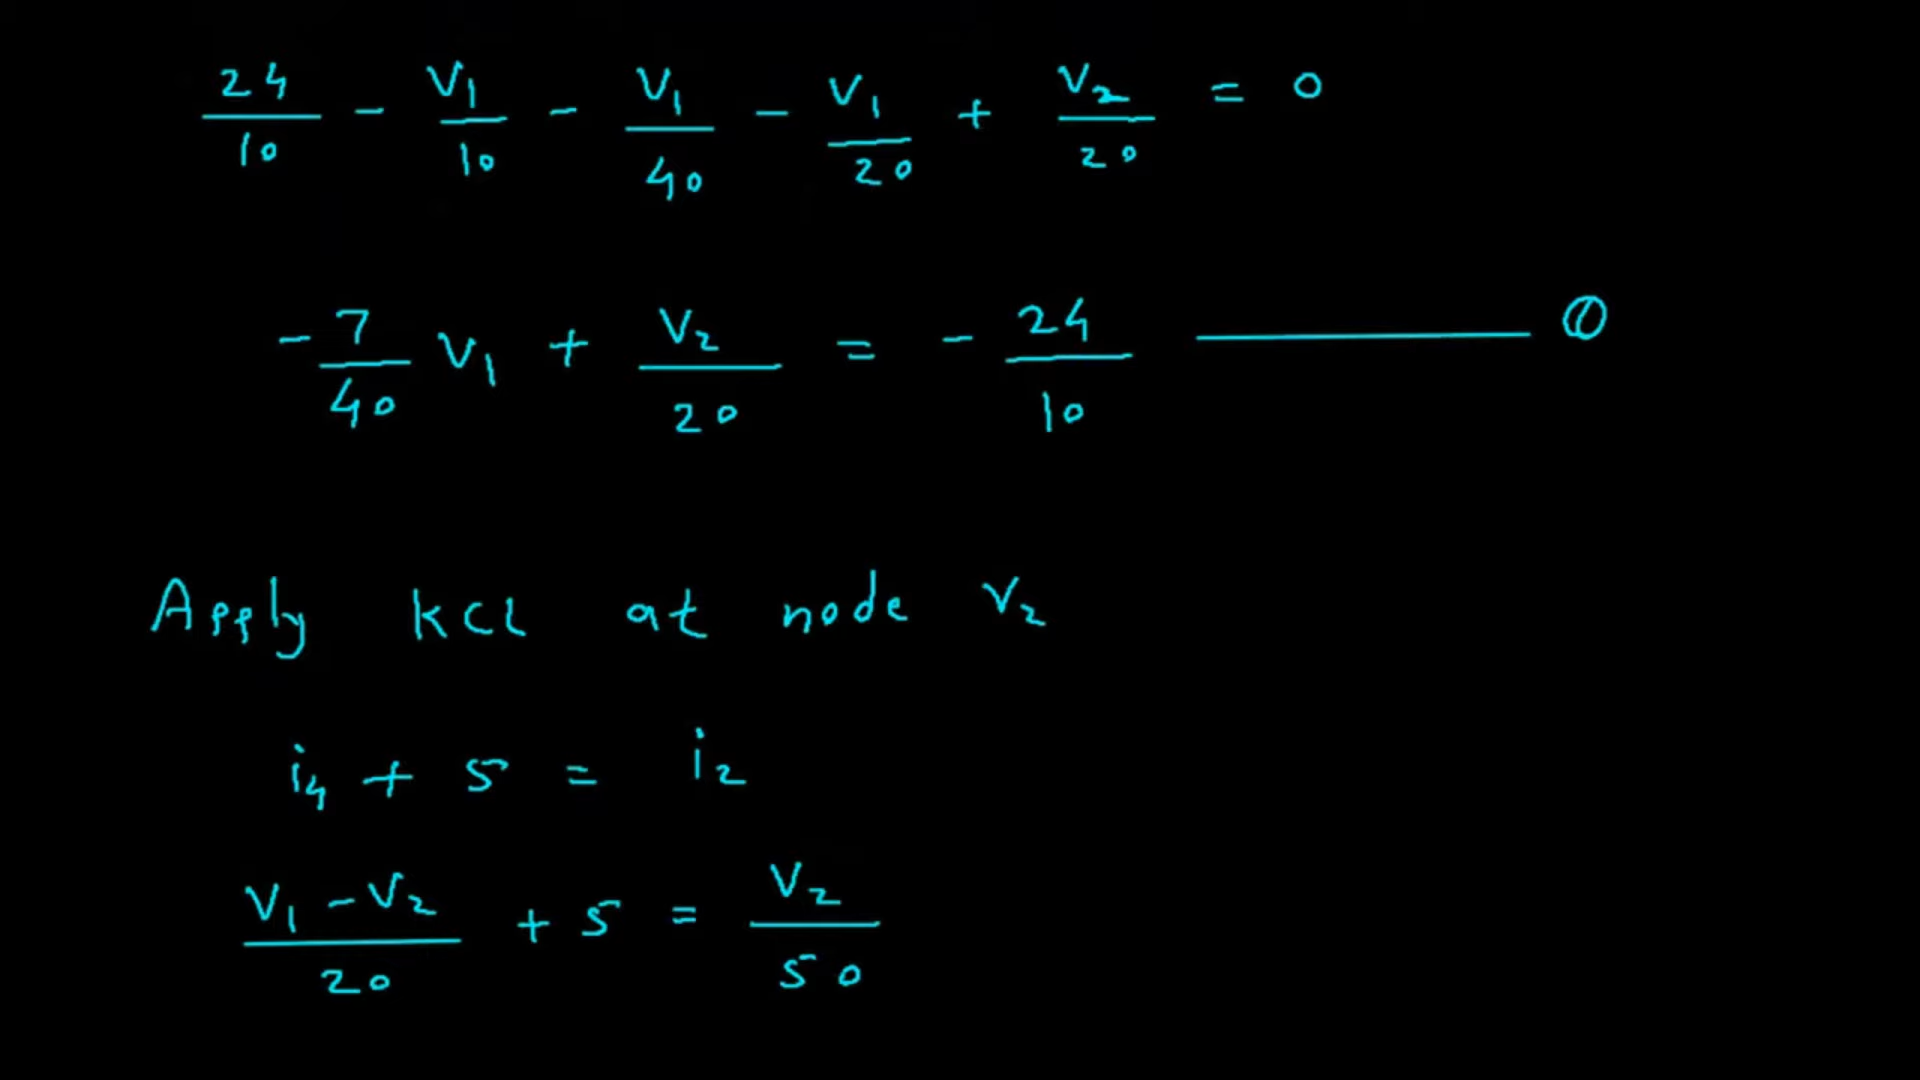 24/10 - V₁/10 - V₁/40 - V₁/20 + V₂/20 = 0
- 7/40 V₁ + V₂/20 = - 24/10 ——— ①
Apply KCL at node V₂
i₄ + 5 = i₂
(V₁ - V₂)/20 + 5 = V₂/50